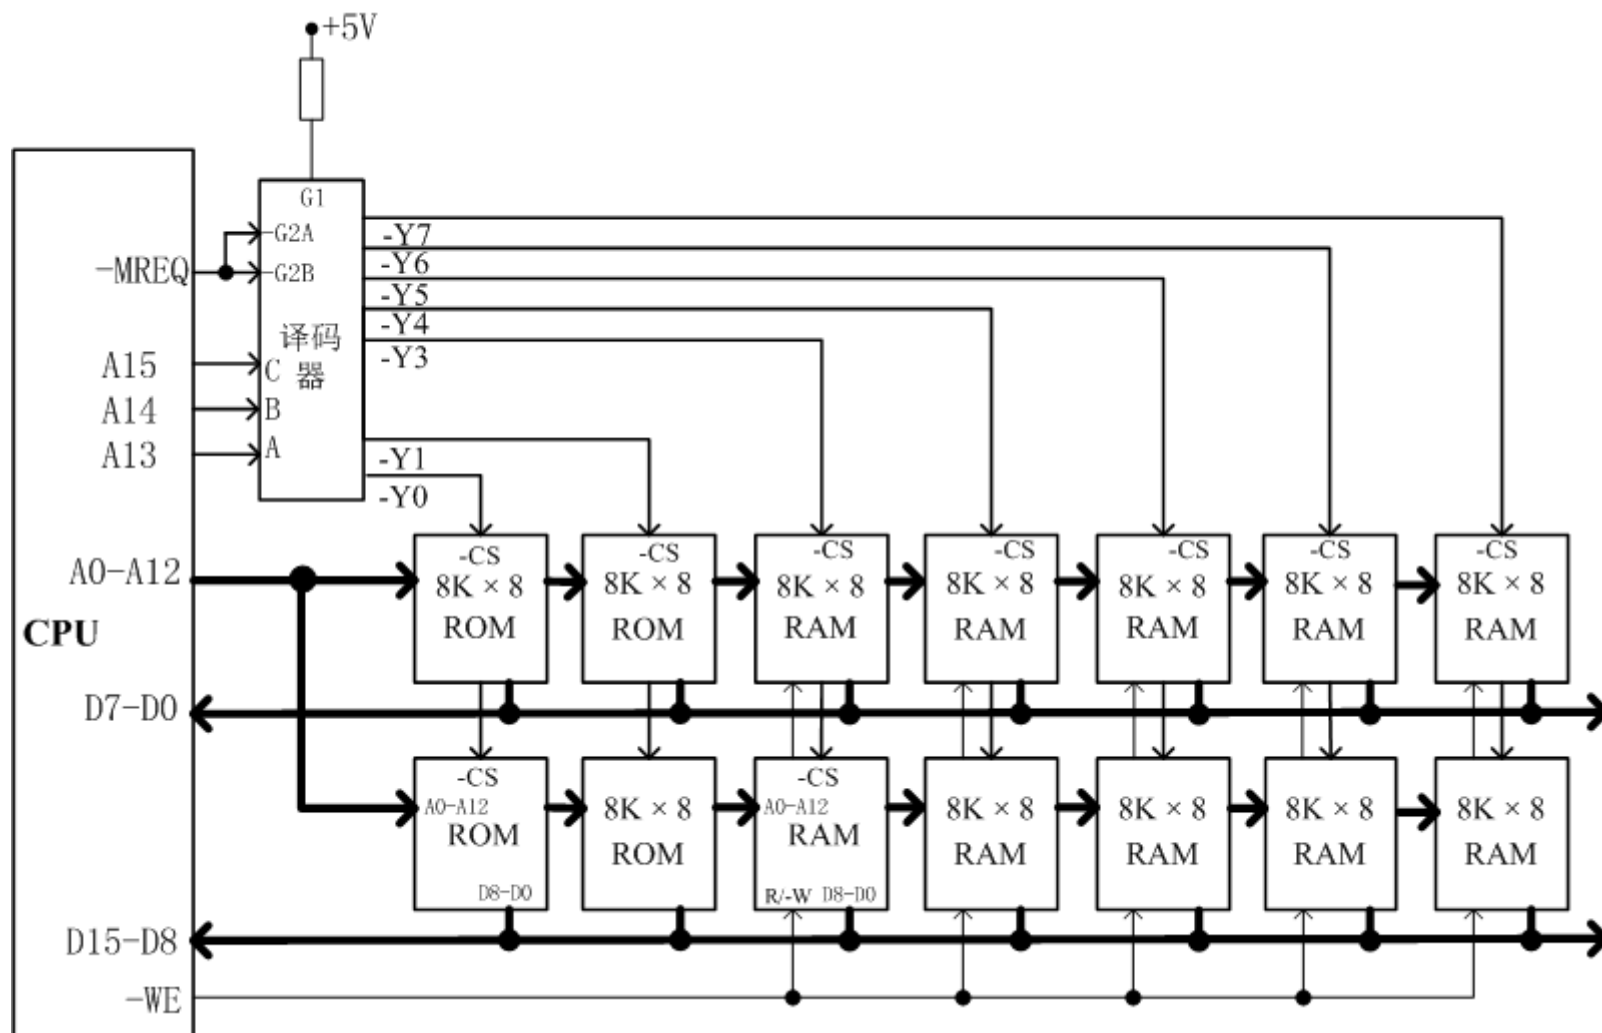 +5V
G1
-G2A
-MREQ
-G2B
译码
器
A15
C
A14
B
A13
A
-Y7
-Y6
-Y5
-Y4
-Y3
-Y1
-Y0
A0-A12
CPU
D7-D0
D15-D8
-WE
-CS
8K × 8
ROM
-CS
8K × 8
ROM
-CS
8K × 8
RAM
-CS
8K × 8
RAM
-CS
8K × 8
RAM
-CS
8K × 8
RAM
-CS
8K × 8
RAM
-CS
A0-A12
ROM
D8-D0
8K × 8
ROM
-CS
A0-A12
RAM
R/-W D8-D0
8K × 8
RAM
8K × 8
RAM
8K × 8
RAM
8K × 8
RAM